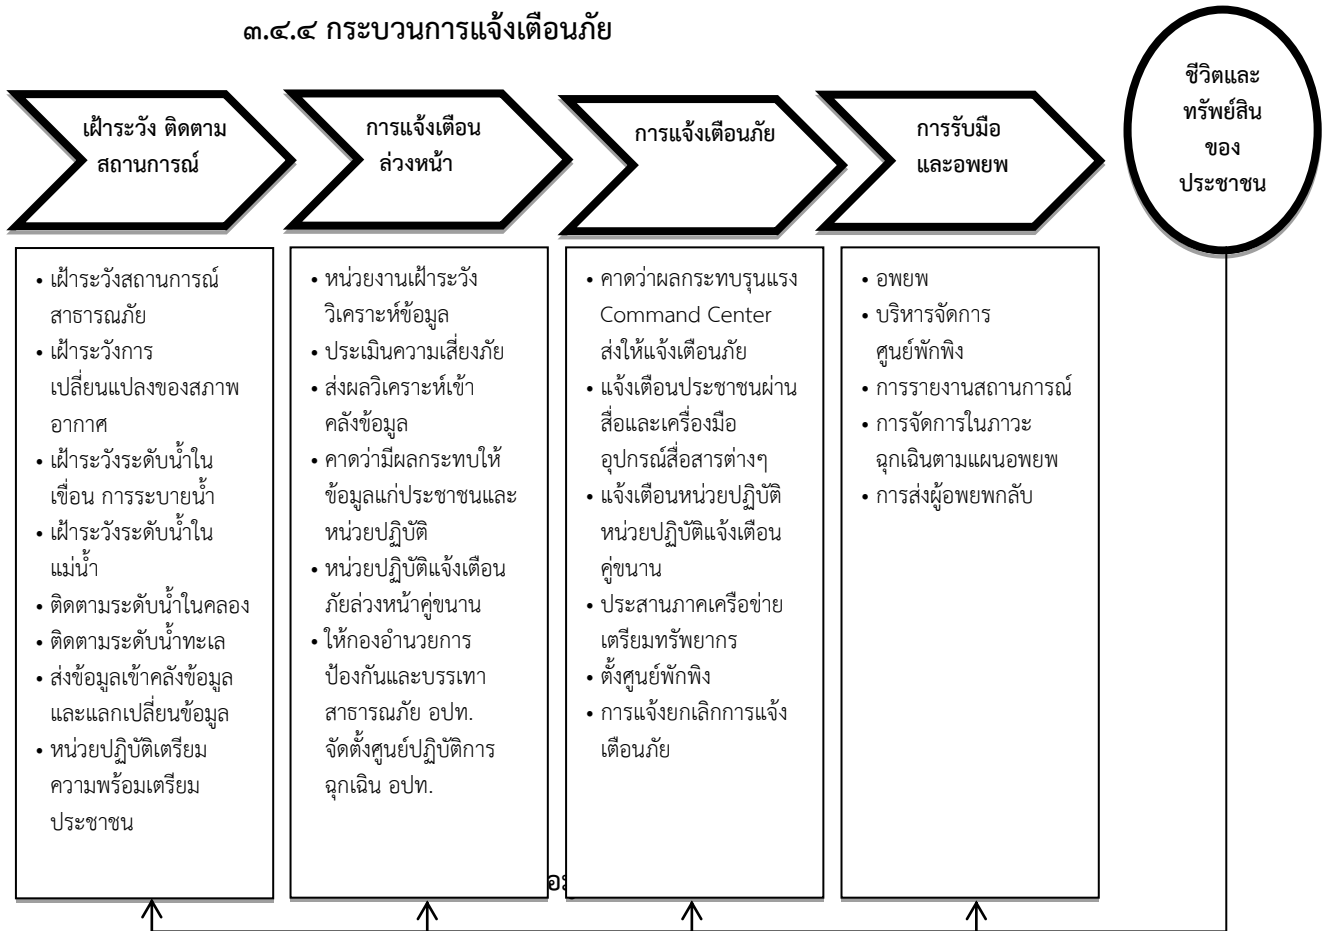 ๓.๔.๔ กระบวนการแจ้งเตือนภัย
เฝ้าระวัง ติดตาม
สถานการณ์
การแจ้งเตือน
ล่วงหน้า
การแจ้งเตือนภัย
การรับมือ
และอพยพ
ชีวิตและ
ทรัพย์สิน
ของ
ประชาชน
• เฝ้าระวังสถานการณ์
สาธารณภัย
• เฝ้าระวังการ
เปลี่ยนแปลงของสภาพ
อากาศ
• เฝ้าระวังระดับน้ำใน
เขื่อน การระบายน้ำ
• เฝ้าระวังระดับน้ำใน
แม่น้ำ
• ติดตามระดับน้ำในคลอง
• ติดตามระดับน้ำทะเล
• ส่งข้อมูลเข้าคลังข้อมูล
และแลกเปลี่ยนข้อมูล
• หน่วยปฏิบัติเตรียม
ความพร้อมเตรียม
ประชาชน
• หน่วยงานเฝ้าระวัง
วิเคราะห์ข้อมูล
• ประเมินความเสี่ยงภัย
• ส่งผลวิเคราะห์เข้า
คลังข้อมูล
• คาดว่ามีผลกระทบให้
ข้อมูลแก่ประชาชนและ
หน่วยปฏิบัติ
• หน่วยปฏิบัติแจ้งเตือน
ภัยล่วงหน้าคู่ขนาน
• ให้กองอำนวยการ
ป้องกันและบรรเทา
สาธารณภัย อปท.
จัดตั้งศูนย์ปฏิบัติการ
ฉุกเฉิน อปท.
• คาดว่าผลกระทบรุนแรง
Command Center
ส่งให้แจ้งเตือนภัย
• แจ้งเตือนประชาชนผ่าน
สื่อและเครื่องมือ
อุปกรณ์สื่อสารต่างๆ
• แจ้งเตือนหน่วยปฏิบัติ
หน่วยปฏิบัติแจ้งเตือน
คู่ขนาน
• ประสานภาคเครือข่าย
เตรียมทรัพยากร
• ตั้งศูนย์พักพิง
• การแจ้งยกเลิกการแจ้ง
เตือนภัย
• อพยพ
• บริหารจัดการ
ศูนย์พักพิง
• การรายงานสถานการณ์
• การจัดการในภาวะ
ฉุกเฉินตามแผนอพยพ
• การส่งผู้อพยพกลับ